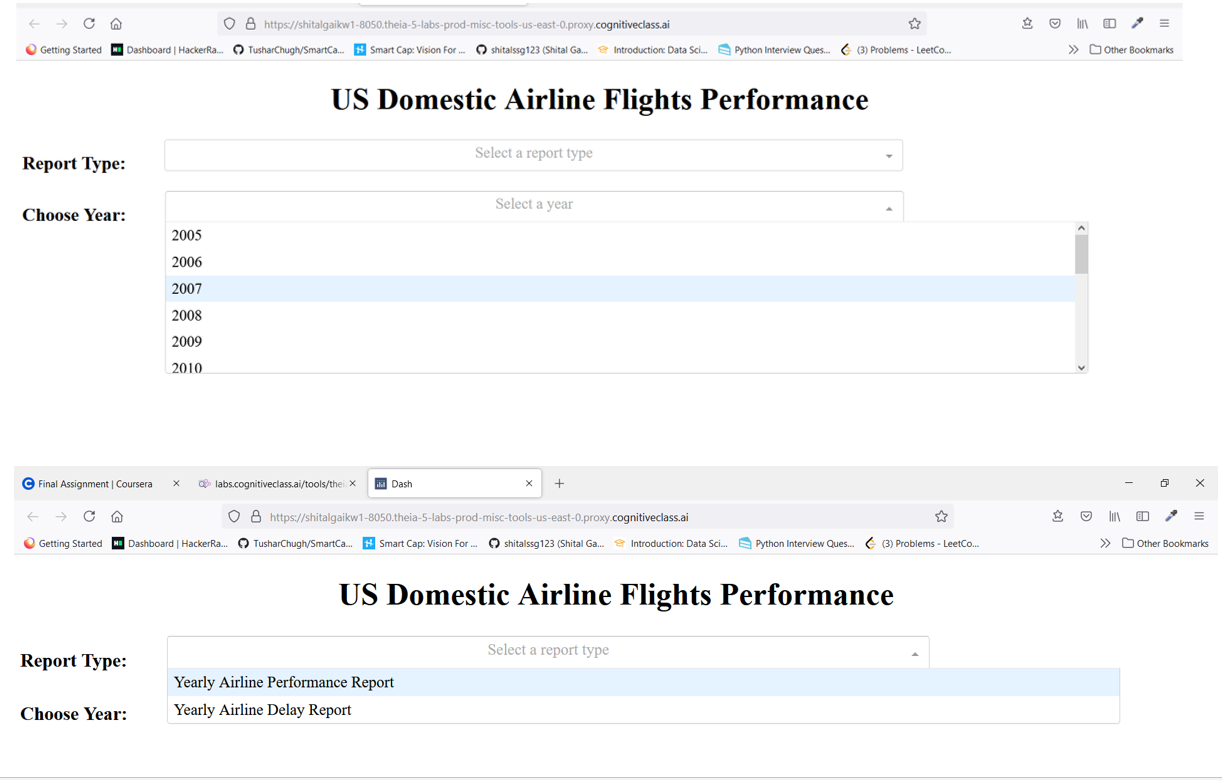 https://shitalgaikw1-8050.theia-5-labs-prod-misc-tools-us-east-0.proxy.cognitiveclass.ai
Getting Started Dashboard | HackerRa... TusharChugh/SmartCa... Smart Cap: Vision For ... shitalssg123 (Shital Ga... Introduction: Data Sci... Python Interview Ques... (3) Problems - LeetCo... Other Bookmarks
US Domestic Airline Flights Performance
Report Type: Select a report type
Choose Year: Select a year
2005
2006
2007
2008
2009
2010
Final Assignment | Coursera labs.cognitiveclass.ai/tools/thei Dash
https://shitalgaikw1-8050.theia-5-labs-prod-misc-tools-us-east-0.proxy.cognitiveclass.ai
Getting Started Dashboard | HackerRa... TusharChugh/SmartCa... Smart Cap: Vision For ... shitalssg123 (Shital Ga... Introduction: Data Sci... Python Interview Ques... (3) Problems - LeetCo... Other Bookmarks
US Domestic Airline Flights Performance
Report Type: Select a report type
Yearly Airline Performance Report
Choose Year: Yearly Airline Delay Report